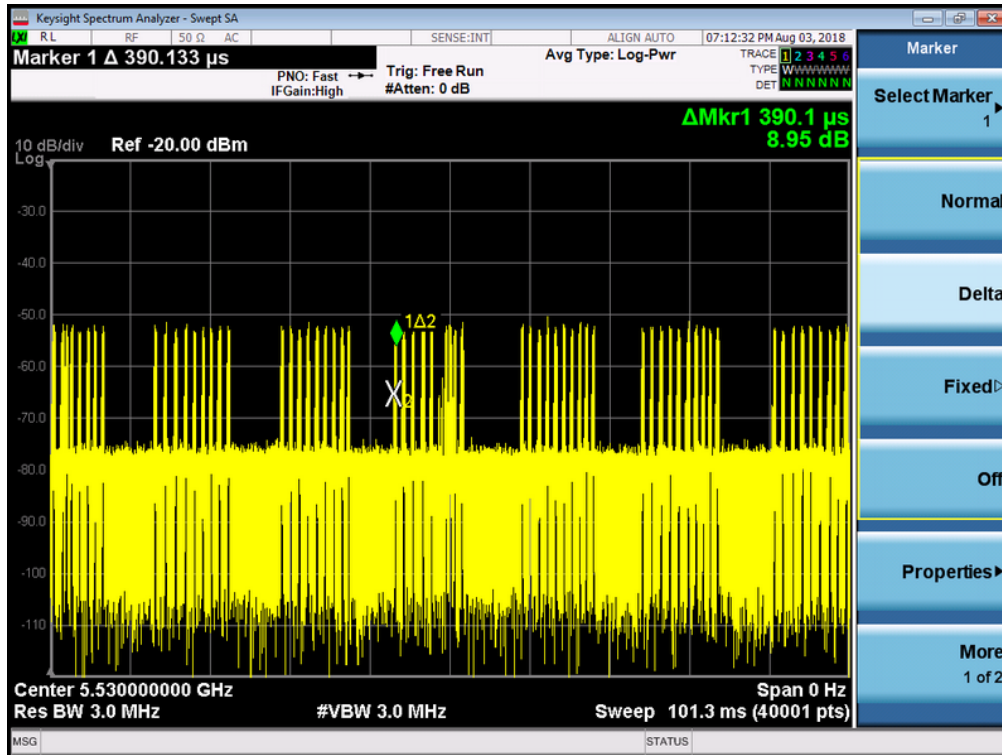 Keysight Spectrum Analyzer - Swept SA
LXI RL RF 50 Ω AC SENSE:INT ALIGN AUTO 07:12:32 PM Aug 03, 2018
Marker 1 Δ 390.133 µs
PNO: Fast
IFGain:High
Trig: Free Run
#Atten: 0 dB
Avg Type: Log-Pwr
TRACE 1 2 3 4 5 6
TYPE WWWWWW
DET N N N N N N
ΔMkr1 390.1 µs
8.95 dB
10 dB/div Ref -20.00 dBm
Log
-30.0
-40.0
-50.0
1Δ2
-60.0
2
-70.0
-80.0
-90.0
-100
-110
Center 5.530000000 GHz Span 0 Hz
Res BW 3.0 MHz #VBW 3.0 MHz Sweep 101.3 ms (40001 pts)
MSG STATUS
Marker
Select Marker
1
Normal
Delta
Fixed
Off
Properties
More
1 of 2